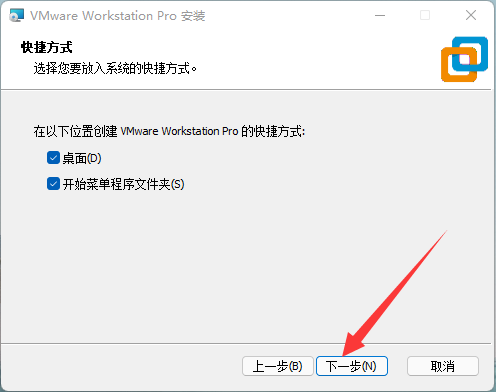 VMware Workstation Pro 安装
快捷方式
选择您要放入系统的快捷方式。
在以下位置创建 VMware Workstation Pro 的快捷方式:
桌面(D)
开始菜单程序文件夹(S)
上一步(B) 下一步(N) 取消